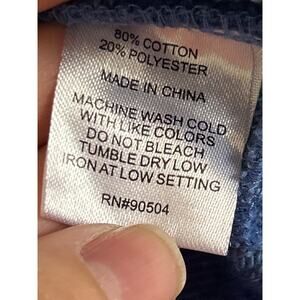 80% COTTON
20% POLYESTER
MADE IN CHINA
MACHINE WASH COLD
WITH LIKE COLORS
DO NOT BLEACH
TUMBLE DRY LOW
IRON AT LOW SETTING
RN#90504